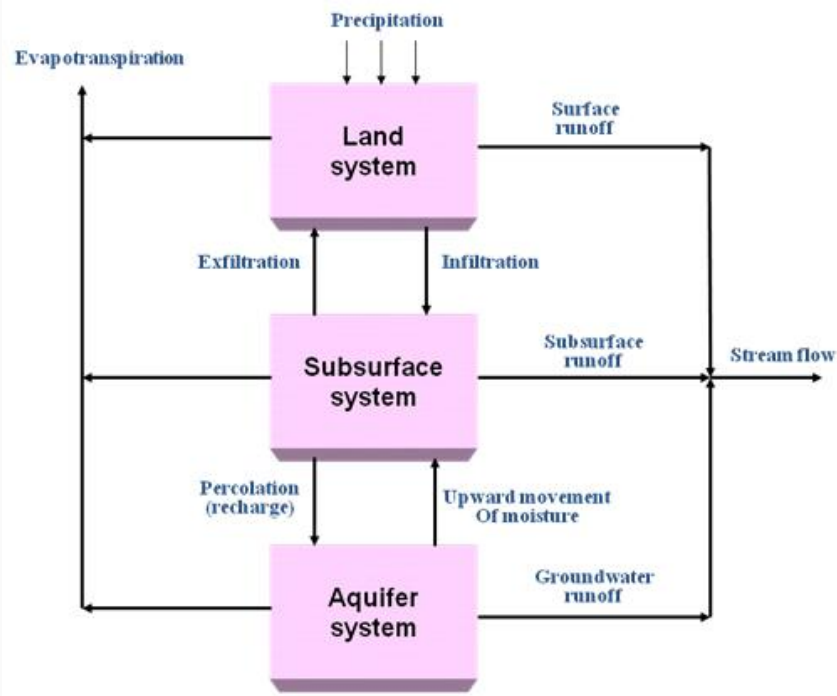 Precipitation
Evapotranspiration
Surface
runoff
Land
system
Exfiltration
Infiltration
Subsurface
runoff
Stream flow
Subsurface
system
Percolation
(recharge)
Upward movement
Of moisture
Groundwater
runoff
Aquifer
system